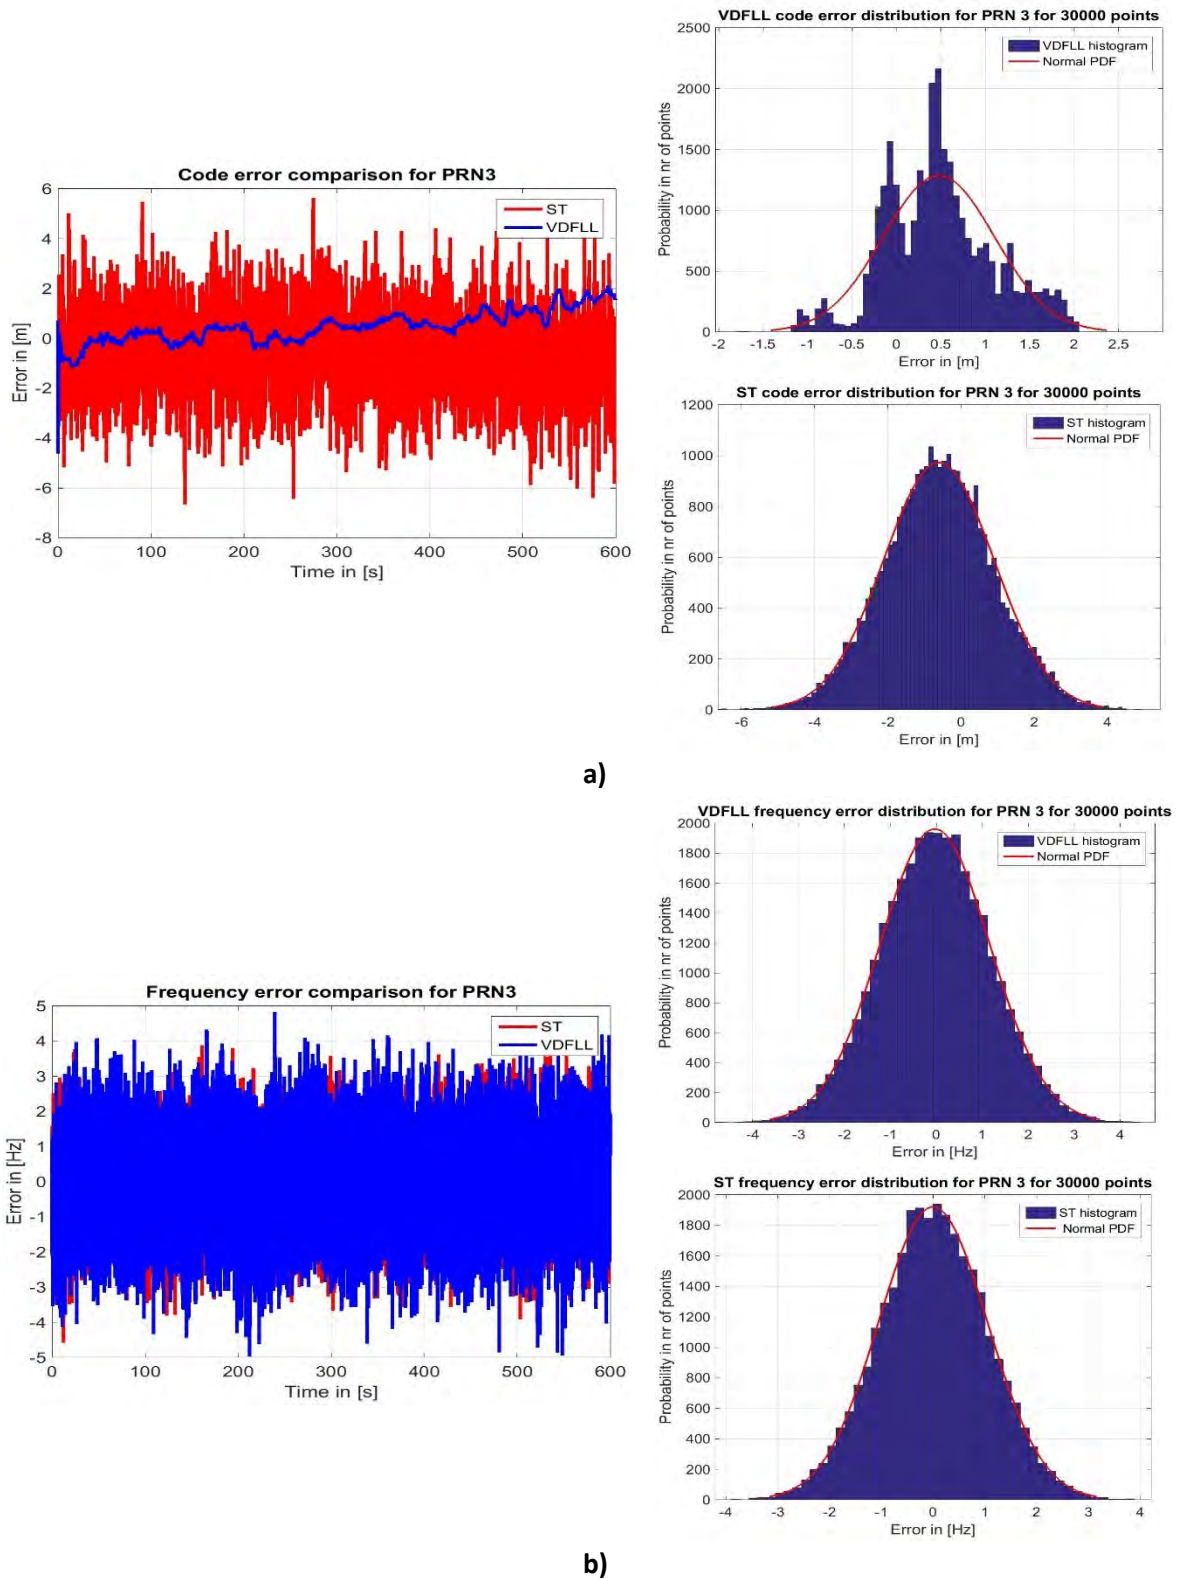 Code error comparison for PRN3
ST
VDFLL
Error in [m]
6
4
2
0
-2
-4
-6
-8
0 100 200 300 400 500 600
Time in [s]
VDFLL code error distribution for PRN 3 for 30000 points
VDFLL histogram
Normal PDF
Probability in nr of points
2500
2000
1500
1000
500
0
-2 -1.5 -1 -0.5 0 0.5 1 1.5 2 2.5
Error in [m]
ST code error distribution for PRN 3 for 30000 points
ST histogram
Normal PDF
Probability in nr of points
1200
1000
800
600
400
200
0
-6 -4 -2 0 2 4
Error in [m]
a)
Frequency error comparison for PRN3
ST
VDFLL
Error in [Hz]
5
4
3
2
1
0
-1
-2
-3
-4
-5
0 100 200 300 400 500 600
Time in [s]
VDFLL frequency error distribution for PRN 3 for 30000 points
VDFLL histogram
Normal PDF
Probability in nr of points
2000
1800
1600
1400
1200
1000
800
600
400
200
0
-4 -3 -2 -1 0 1 2 3 4
Error in [Hz]
ST frequency error distribution for PRN 3 for 30000 points
ST histogram
Normal PDF
Probability in nr of points
2000
1800
1600
1400
1200
1000
800
600
400
200
0
-4 -3 -2 -1 0 1 2 3 4
Error in [Hz]
b)